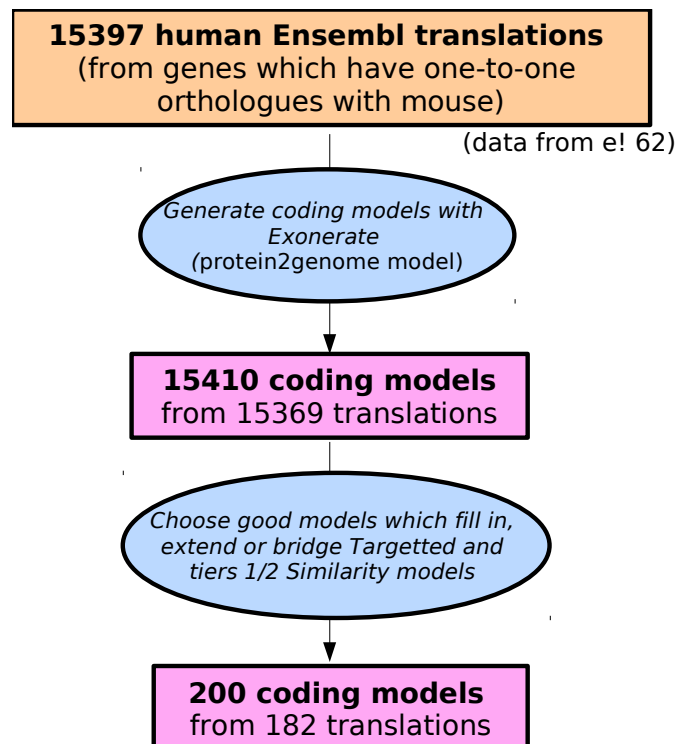 15397 human Ensembl translations
(from genes which have one-to-one
orthologues with mouse)
(data from e! 62)
Generate coding models with
Exonerate
(protein2genome model)
15410 coding models
from 15369 translations
Choose good models which fill in,
extend or bridge Targetted and
tiers 1/2 Similarity models
200 coding models
from 182 translations